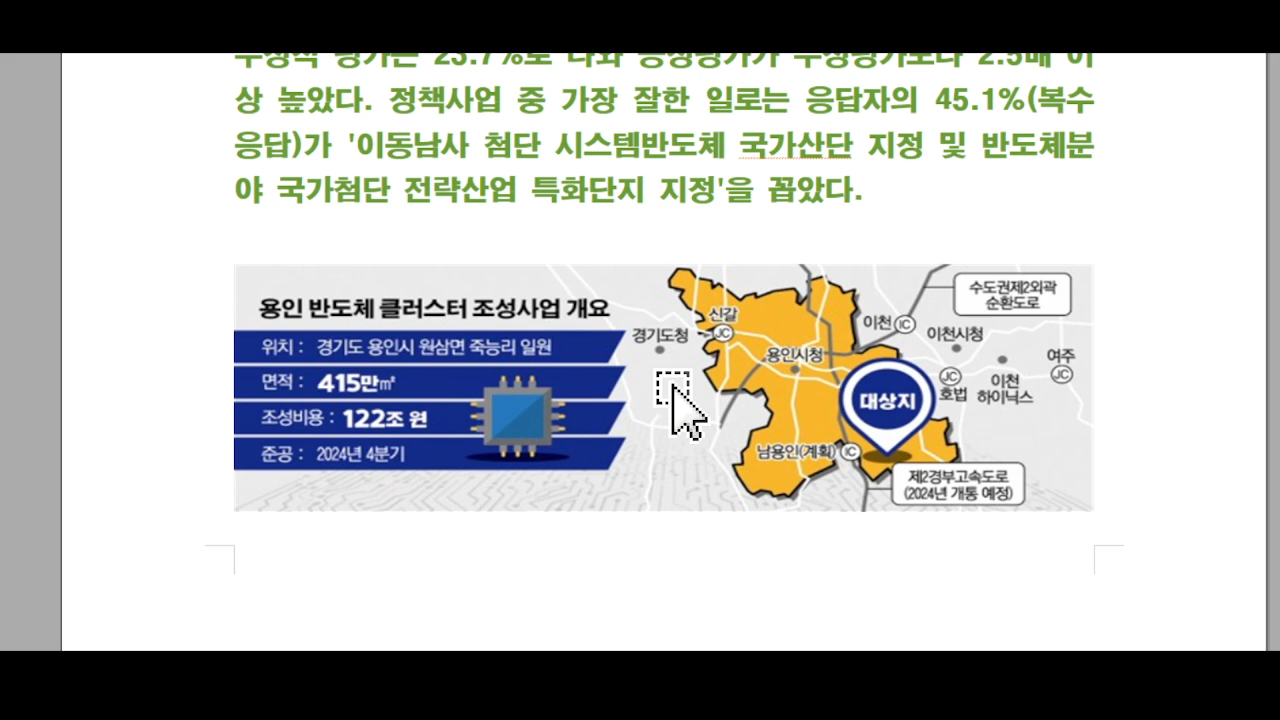 상 높았다. 정책사업 중 가장 잘한 일로는 응답자의 45.1%(복수
응답)가 '이동남사 첨단 시스템반도체 국가산단 지정 및 반도체분
야 국가첨단 전략산업 특화단지 지정'을 꼽았다.
용인 반도체 클러스터 조성사업 개요
위치 : 경기도 용인시 원삼면 죽능리 일원
면적 : 415만㎡
조성비용 : 122조 원
준공 : 2024년 4분기
수도권제2외곽
순환도로
신갈
JC
경기도청
이천 IC
이천시청
용인시청
여주
JC
JC
호법
이천
하이닉스
대상지
남용인(계획) IC
제2경부고속도로
(2024년 개통 예정)